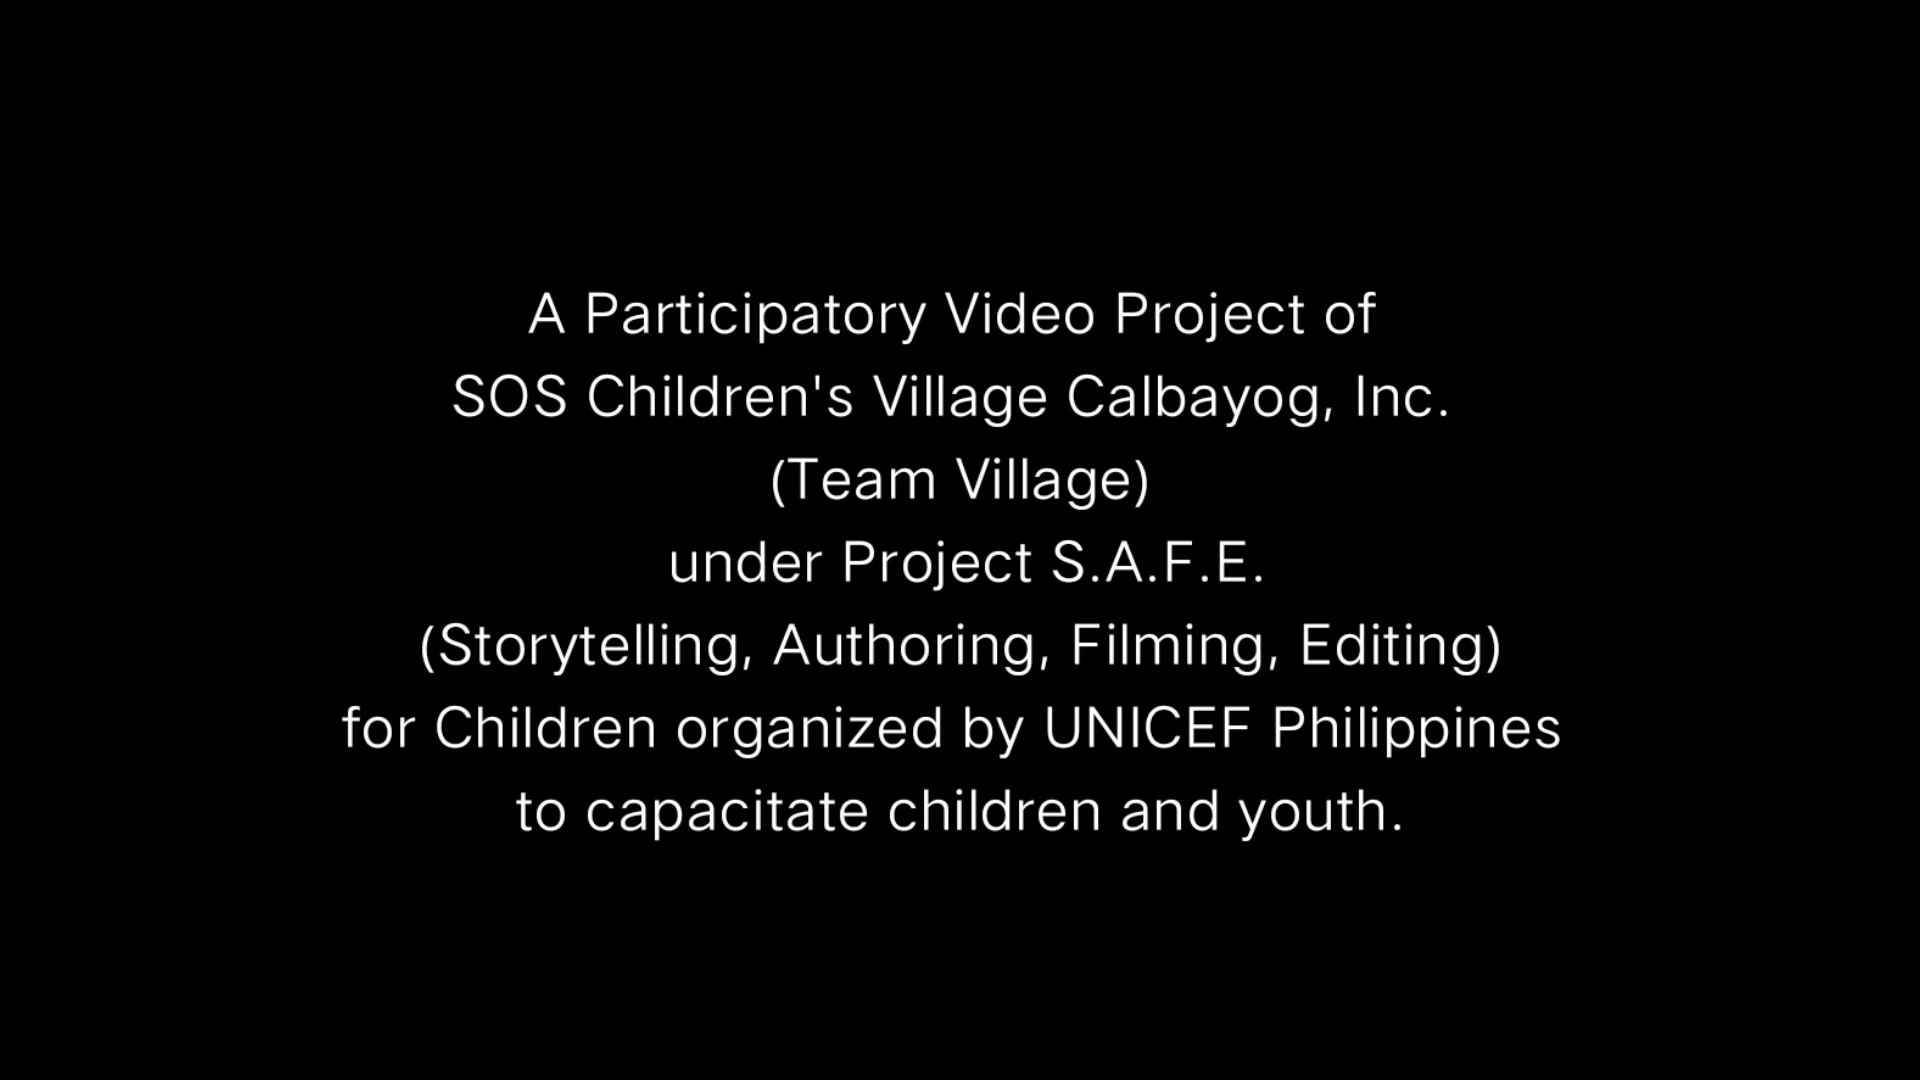 A Participatory Video Project of
SOS Children's Village Calbayog, Inc.
(Team Village)
under Project S.A.F.E.
(Storytelling, Authoring, Filming, Editing)
for Children organized by UNICEF Philippines
to capacitate children and youth.